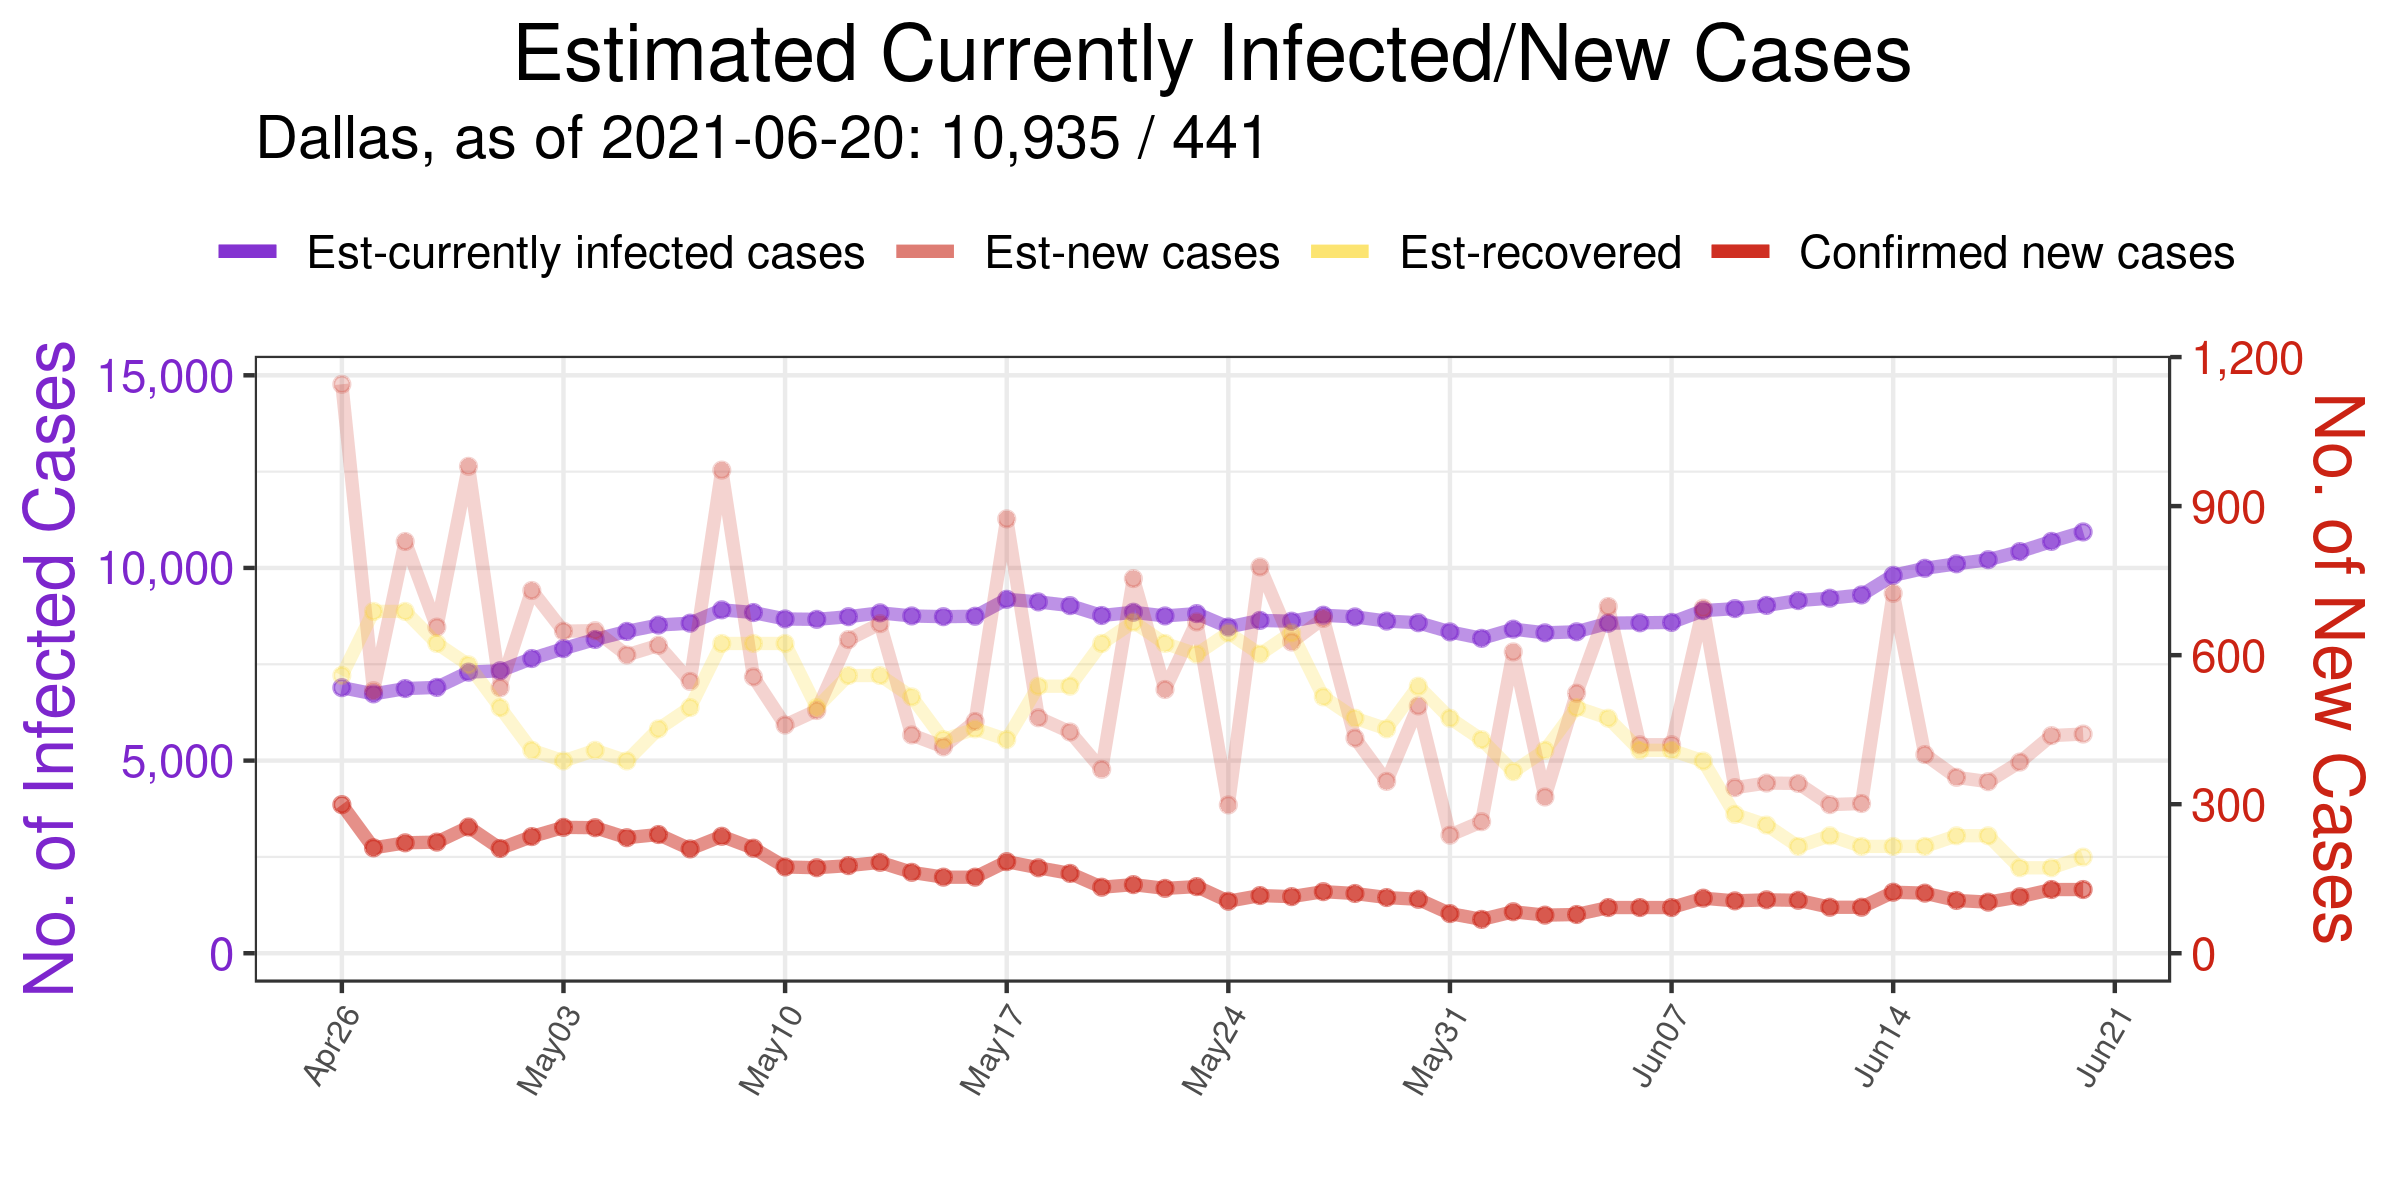 Estimated Currently Infected/New Cases
Dallas, as of 2021-06-20: 10,935 / 441
Est-currently infected cases Est-new cases Est-recovered Confirmed new cases
No. of Infected Cases
15,000
10,000
5,000
0
1,200
900
600
300
0
No. of New Cases
Apr26 May03 May10 May17 May24 May31 Jun07 Jun14 Jun21